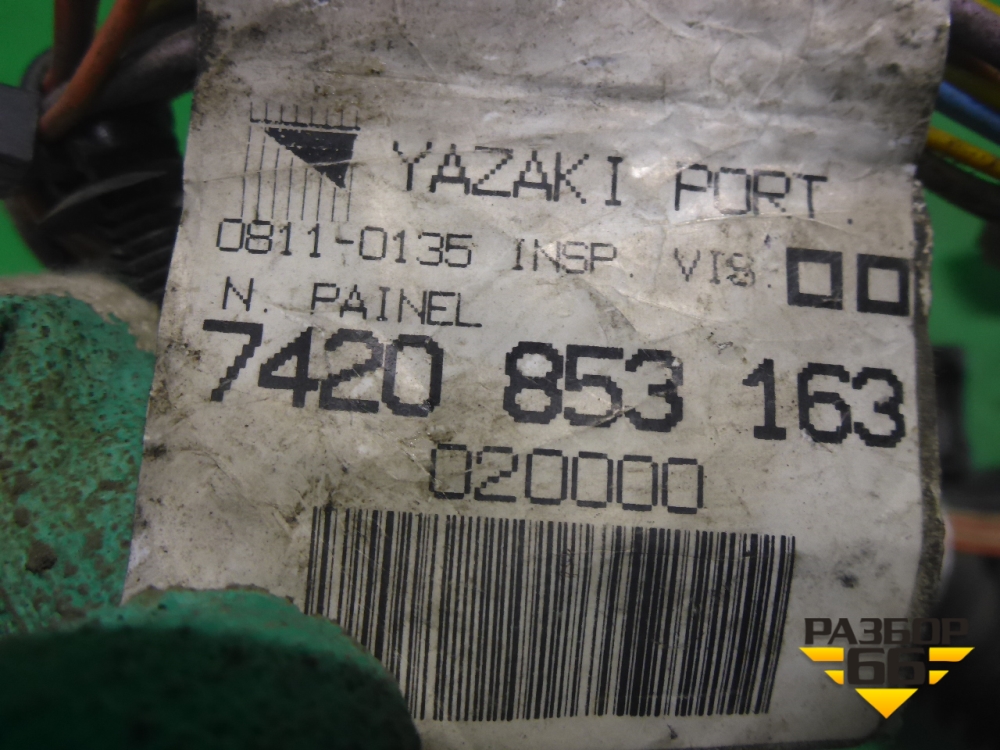 YAZAKI PORT.
0811-0135 INSP. VIS.
N. PAINEL
7420 853 163
020000
РАЗБОР
66